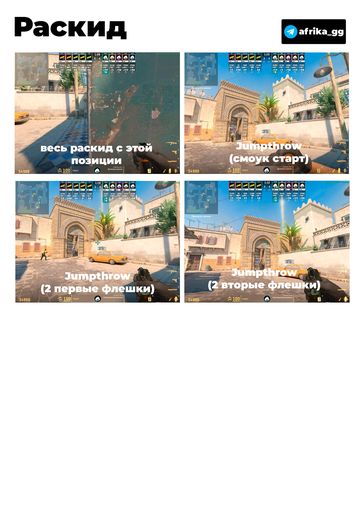 Раскид
afrika_gg
весь раскид с этой
позиции
Jumpthrow
(смоук старт)
Jumpthrow
(2 первые флешки)
Jumpthrow
(2 вторые флешки)